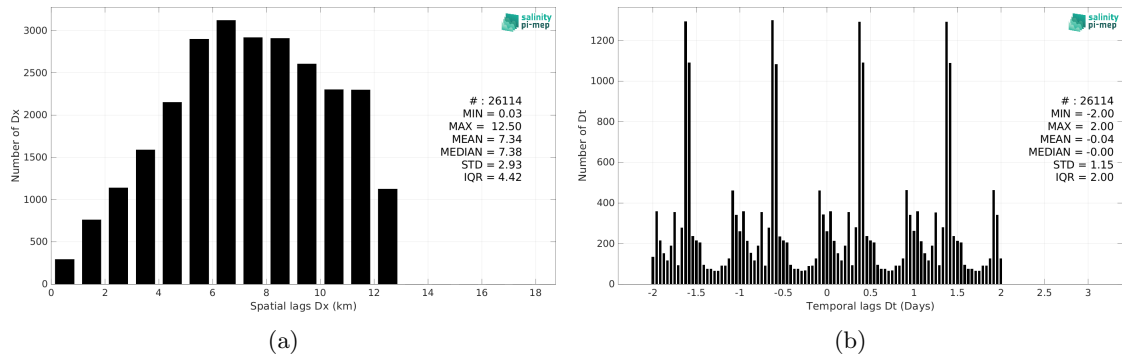 3000
2500
2000
1500
1000
500
0
Number of Dx
salinity
pi-mep
# : 26114
MIN = 0.03
MAX = 12.50
MEAN = 7.34
MEDIAN = 7.38
STD = 2.93
IQR = 4.42
0 2 4 6 8 10 12 14 16 18
Spatial lags Dx (km)
(a)
1200
1000
800
600
400
200
0
Number of Dt
salinity
pi-mep
# : 26114
MIN = -2.00
MAX = 2.00
MEAN = -0.04
MEDIAN = -0.00
STD = 1.15
IQR = 2.00
-2 -1.5 -1 -0.5 0 0.5 1 1.5 2 2.5 3
Temporal lags Dt (Days)
(b)